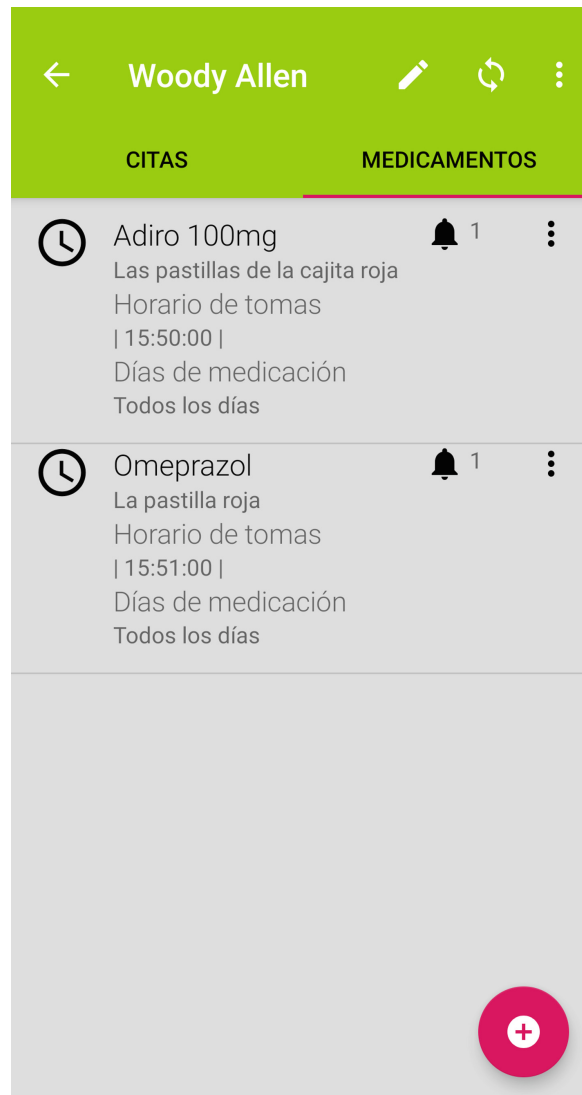 Woody Allen
CITAS MEDICAMENTOS
Adiro 100mg 1
Las pastillas de la cajita roja
Horario de tomas
| 15:50:00 |
Días de medicación
Todos los días
Omeprazol 1
La pastilla roja
Horario de tomas
| 15:51:00 |
Días de medicación
Todos los días